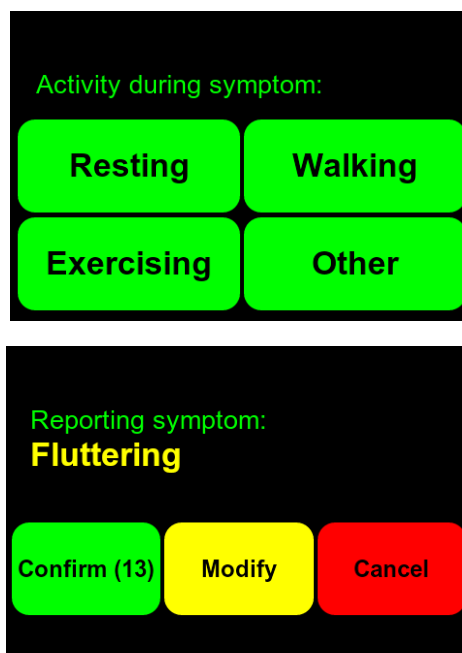 Activity during symptom:
Resting Walking
Exercising Other
Reporting symptom:
Fluttering
Confirm (13) Modify Cancel